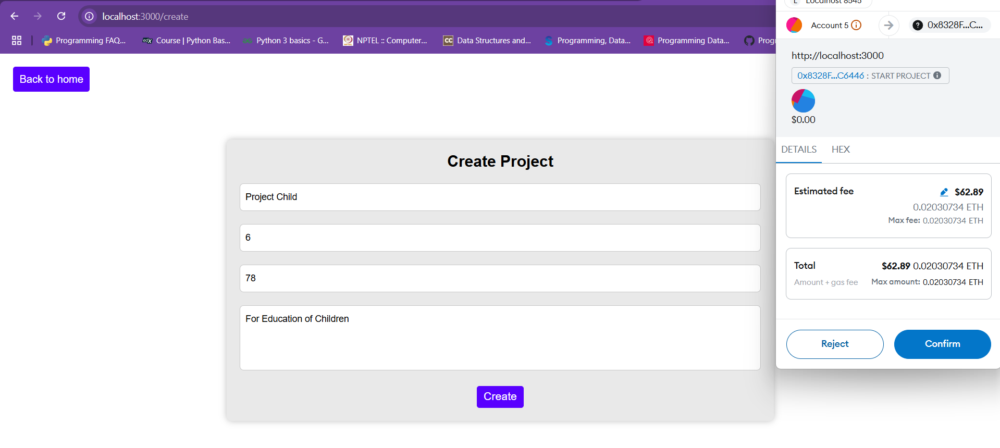 localhost:3000/create
Programming FAQ...
edX
Course | Python Bas...
Python 3 basics - G...
NPTEL :: Computer...
CC
Data Structures and...
Programming, Data...
Programming Data...
Back to home
Create Project
Project Child
6
78
For Education of Children
Create
L Localhost 8545
Account 5
0x8328F...C...
http://localhost:3000
0x8328F...C6446 : START PROJECT
$0.00
DETAILS HEX
Estimated fee $62.89
0.02030734 ETH
Max fee: 0.02030734 ETH
Total $62.89 0.02030734 ETH
Amount + gas fee Max amount: 0.02030734 ETH
Reject Confirm